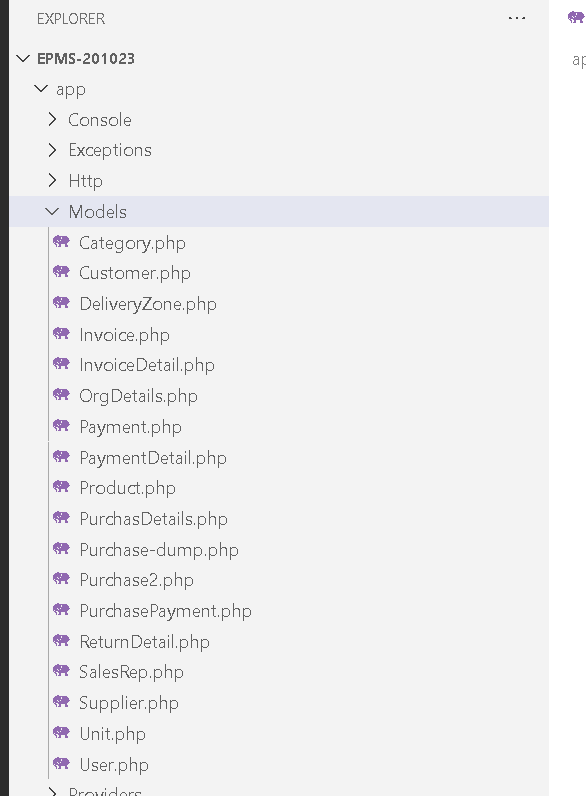 EXPLORER ...
EPMS-201023
app
Console
Exceptions
Http
Models
Category.php
Customer.php
DeliveryZone.php
Invoice.php
InvoiceDetail.php
OrgDetails.php
Payment.php
PaymentDetail.php
Product.php
PurchasDetails.php
Purchase-dump.php
Purchase2.php
PurchasePayment.php
ReturnDetail.php
SalesRep.php
Supplier.php
Unit.php
User.php
Providers